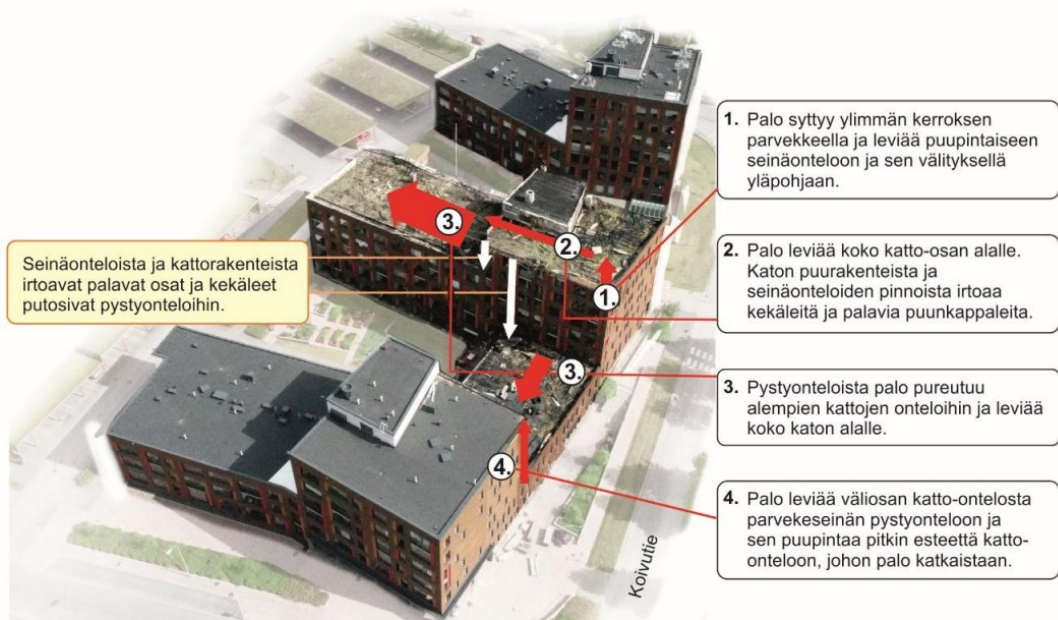 1. Palo syttyy ylimmän kerroksen
parvekkeella ja leviää puupintaiseen
seinäonteloon ja sen välityksellä
yläpohjaan.
2. Palo leviää koko katto-osan alalle.
Katon puurakenteista ja
seinäonteloiden pinnoista irtoaa
kekäleitä ja palavia puunkappaleita.
3. Pystyonteloista palo pureutuu
alempien kattojen onteloihin ja leviää
koko katon alalle.
4. Palo leviää väliosan katto-ontelosta
parvekeseinän pystyonteloon ja
sen puupintaa pitkin esteettä katto-
onteloon, johon palo katkaistaan.
Seinäonteloista ja kattorakenteista
irtoavat palavat osat ja kekäleet
putosivat pystyonteloihin.
3.
2.
1.
3.
4.
Koivutie